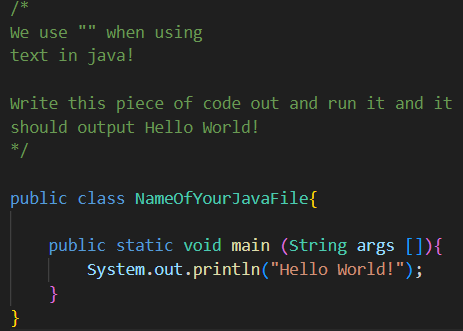 /*
We use "" when using
text in java!
Write this piece of code out and run it and it
should output Hello World!
*/
public class NameOfYourJavaFile{
public static void main (String args []){
System.out.println("Hello World!");
}
}